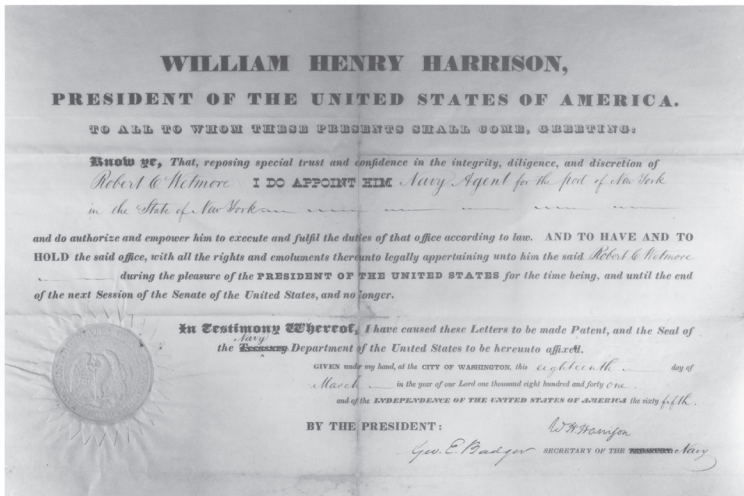 WILLIAM HENRY HARRISON,
PRESIDENT OF THE UNITED STATES OF AMERICA.
TO ALL TO WHOM THESE PRESENTS SHALL COME, GREETING:
Know ye, That, reposing special trust and confidence in the integrity, diligence, and discretion of
Robert C Wetmore I DO APPOINT HIM Navy Agent for the port of New York
in the State of New York
and do authorize and empower him to execute and fulfil the duties of that office according to law. AND TO HAVE AND TO
HOLD the said office, with all the rights and emoluments thereunto legally appertaining unto him the said Robert C Wetmore
during the pleasure of the PRESIDENT OF THE UNITED STATES for the time being, and until the end
of the next Session of the Senate of the United States, and no longer.
In Testimony Whereof, I have caused these Letters to be made Patent, and the Seal of
Navy
the Treasury Department of the United States to be hereunto affixed.
GIVEN under my hand, at the CITY OF WASHINGTON, this eighteenth day of
March in the year of our Lord one thousand eight hundred and forty one.
and of the INDEPENDENCE OF THE UNITED STATES OF AMERICA the sixty fifth.
BY THE PRESIDENT: W H Harrison
Geo. E. Badger SECRETARY OF THE TREASURY Navy